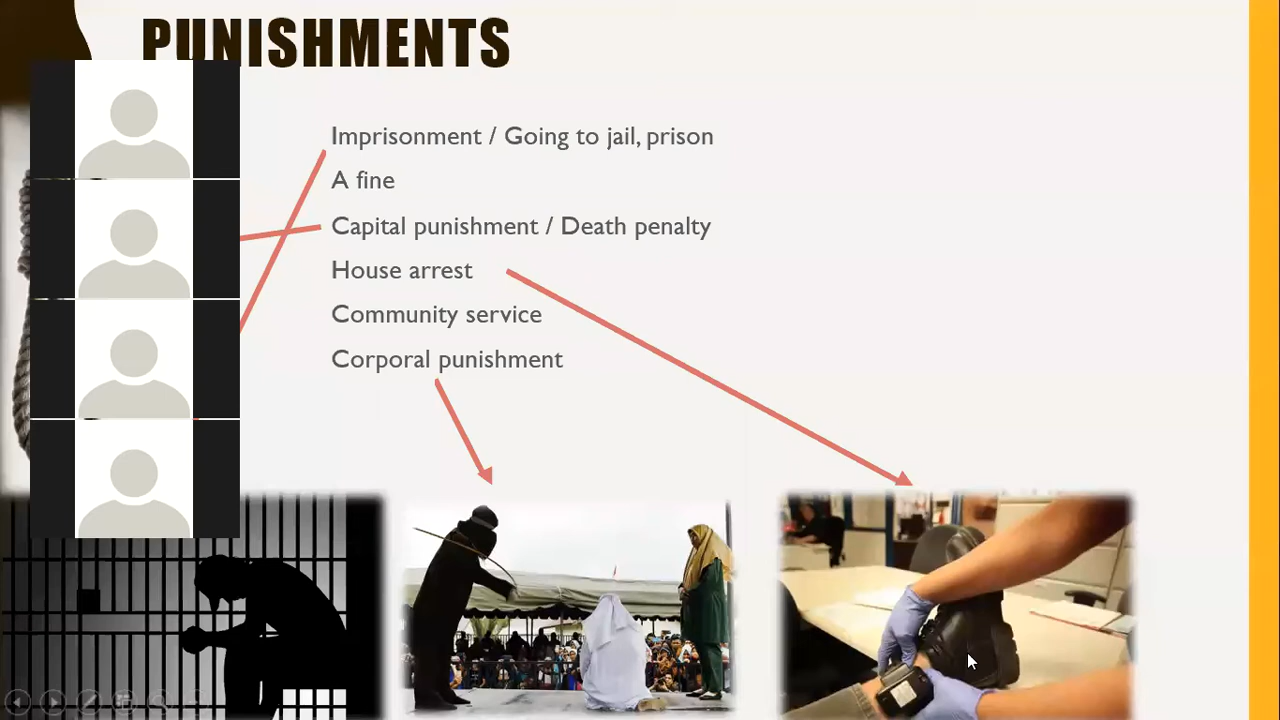 PUNISHMENTS
Imprisonment / Going to jail, prison
A fine
Capital punishment / Death penalty
House arrest
Community service
Corporal punishment